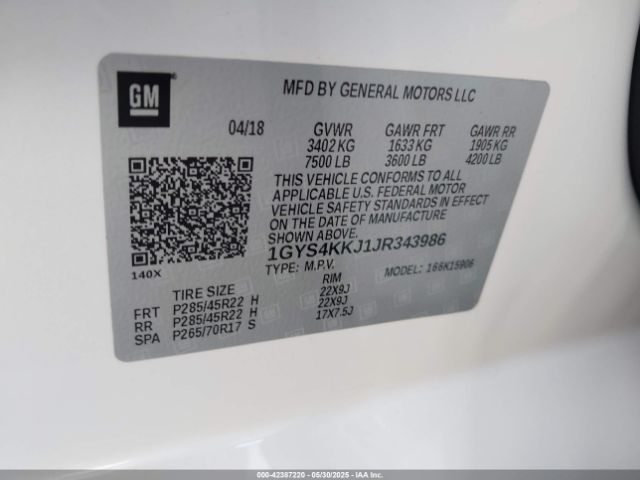 GM
MFD BY GENERAL MOTORS LLC
04/18 GVWR GAWR FRT GAWR RR
3402 KG 1633 KG 1905 KG
7500 LB 3600 LB 4200 LB
THIS VEHICLE CONFORMS TO ALL
APPLICABLE U.S. FEDERAL MOTOR
VEHICLE SAFETY STANDARDS IN EFFECT
ON THE DATE OF MANUFACTURE
SHOWN ABOVE.
1GYS4KKJ1JR343986
140X TYPE: M.P.V. MODEL: 166K15906
TIRE SIZE RIM
FRT P285/45R22 H 22X9J
RR P285/45R22 H 22X9J
SPA P265/70R17 S 17X7.5J
000-42387220 - 05/30/2025 - IAA Inc.